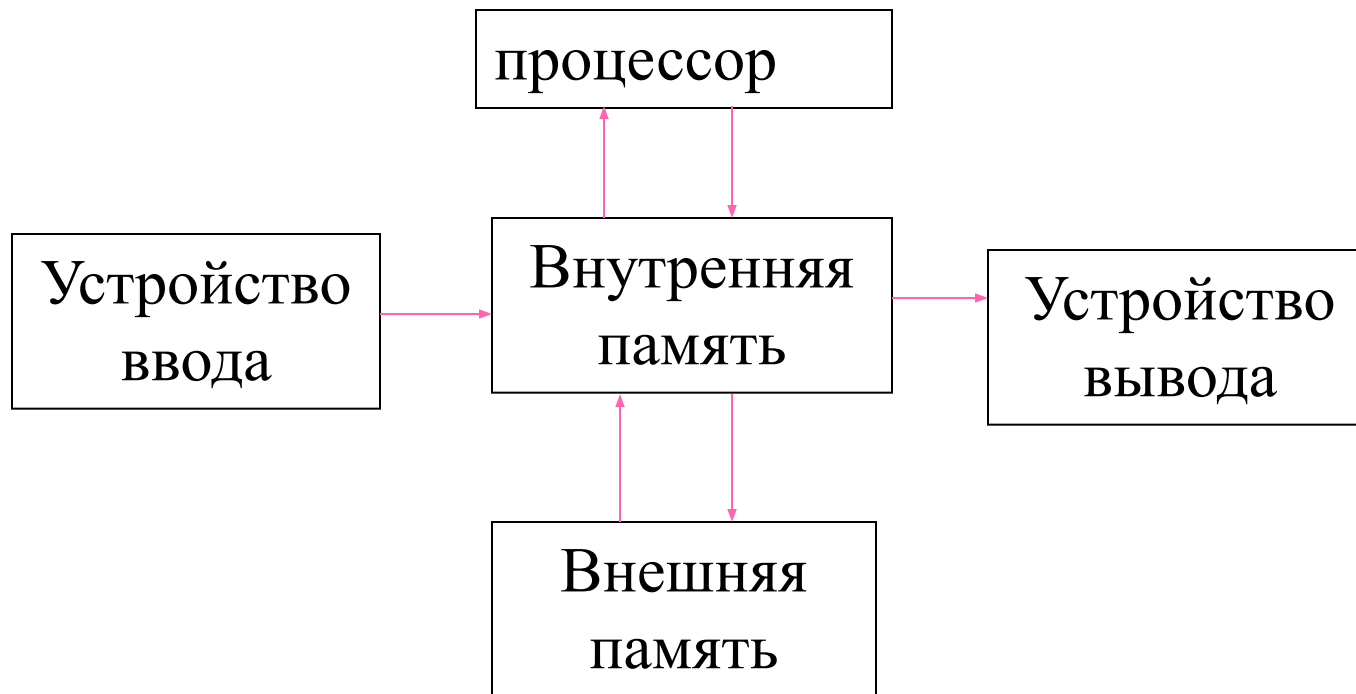 процессор
Устройство
ввода
Внутренняя
память
Устройство
вывода
Внешняя
память